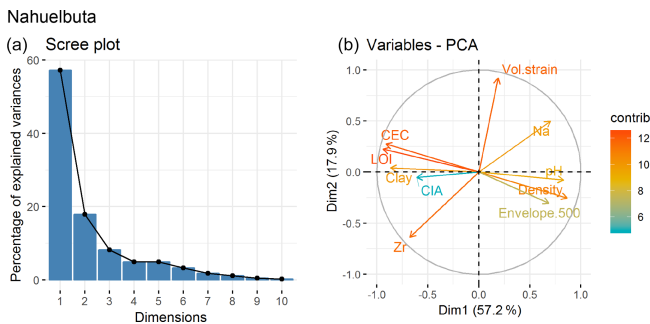 Nahuelbuta
(a) Scree plot
Percentage of explained variances
60
40
20
0
1 2 3 4 5 6 7 8 9 10
Dimensions
(b) Variables - PCA
Dim2 (17.9 %)
1.0
0.5
0.0
-0.5
-1.0
Vol.strain
Na
CEC
LOI
pH
Clay
CIA
Density
Envelope.500
Zr
-1.0 -0.5 0.0 0.5 1.0
Dim1 (57.2 %)
contrib
12
10
8
6